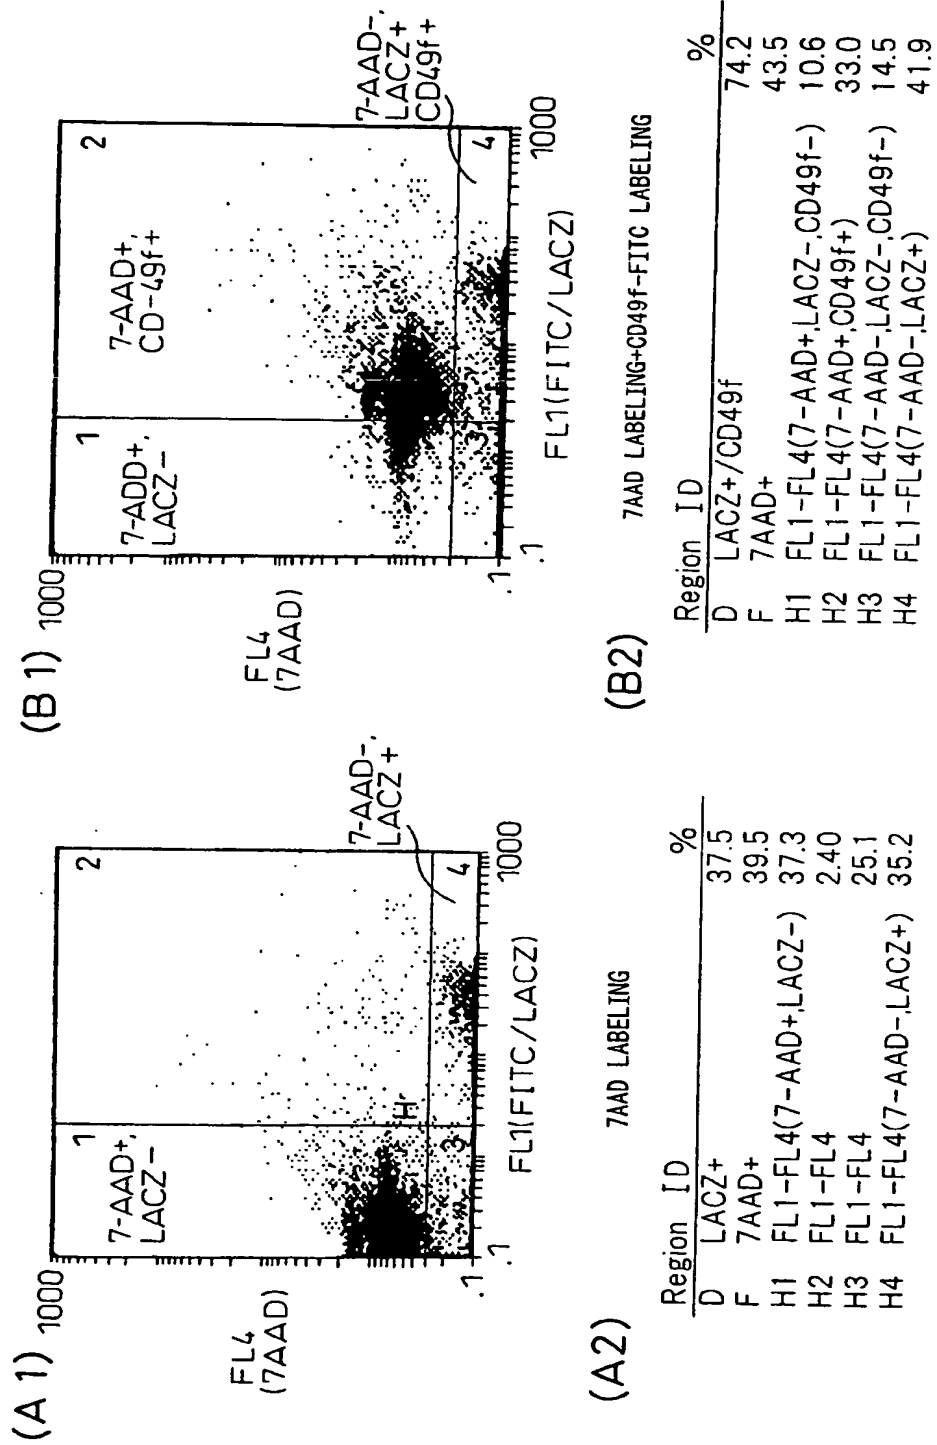 (A 1)
1000
FL4
(7AAD)
.1
7-AAD+,
LACZ−
1
2
H
3
4
7-AAD−,
LACZ+
.1
1000
FL1(FITC/LACZ)
(A2)
7AAD LABELING
Region ID %
D LACZ+ 37.5
F 7AAD+ 39.5
H1 FL1-FL4(7-AAD+,LACZ-) 37.3
H2 FL1-FL4 2.40
H3 FL1-FL4 25.1
H4 FL1-FL4(7-AAD-,LACZ+) 35.2
(B 1)
1000
FL4
(7AAD)
.1
7-ADD+,
LACZ−
1
7-AAD+,
CD-49f+
2
3
4
7-AAD−,
LACZ+
CD49f+
.1
1000
FL1(FITC/LACZ)
(B2)
7AAD LABELING+CD49f-FITC LABELING
Region ID %
D LACZ+/CD49f 74.2
F 7AAD+ 43.5
H1 FL1-FL4(7-AAD+,LACZ-,CD49f-) 10.6
H2 FL1-FL4(7-AAD+,CD49f+) 33.0
H3 FL1-FL4(7-AAD-,LACZ-,CD49f-) 14.5
H4 FL1-FL4(7-AAD-,LACZ+) 41.9